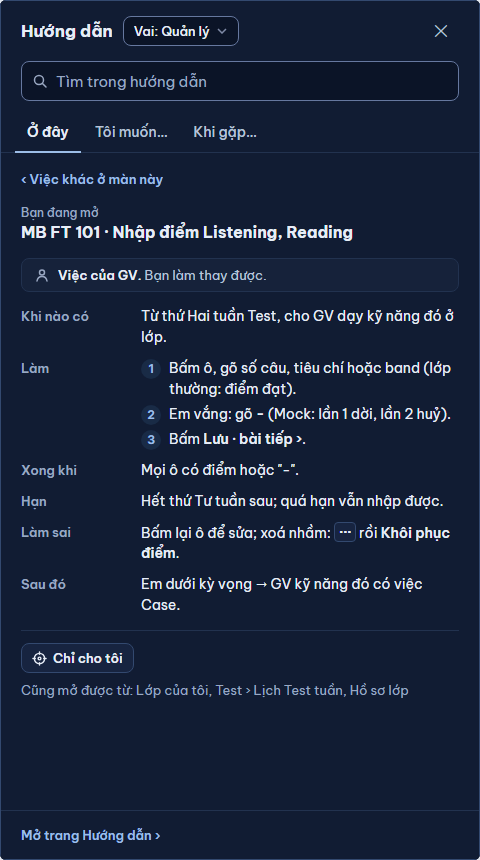 Hướng dẫn
Vai: Quản lý
Tìm trong hướng dẫn
Ở đây
Tôi muốn...
Khi gặp...
‹ Việc khác ở màn này
Bạn đang mở
MB FT 101 · Nhập điểm Listening, Reading
Việc của GV. Bạn làm thay được.
Khi nào có
Từ thứ Hai tuần Test, cho GV dạy kỹ năng đó ở
lớp.
Làm
1 Bấm ô, gõ số câu, tiêu chí hoặc band (lớp
thường: điểm đạt).
2 Em vắng: gõ - (Mock: lần 1 dời, lần 2 huỷ).
3 Bấm Lưu · bài tiếp ›.
Xong khi
Mọi ô có điểm hoặc "-".
Hạn
Hết thứ Tư tuần sau; quá hạn vẫn nhập được.
Làm sai
Bấm lại ô để sửa; xoá nhầm: ··· rồi Khôi phục
điểm.
Sau đó
Em dưới kỳ vọng → GV kỹ năng đó có việc
Case.
Chỉ cho tôi
Cũng mở được từ: Lớp của tôi, Test › Lịch Test tuần, Hồ sơ lớp
Mở trang Hướng dẫn ›